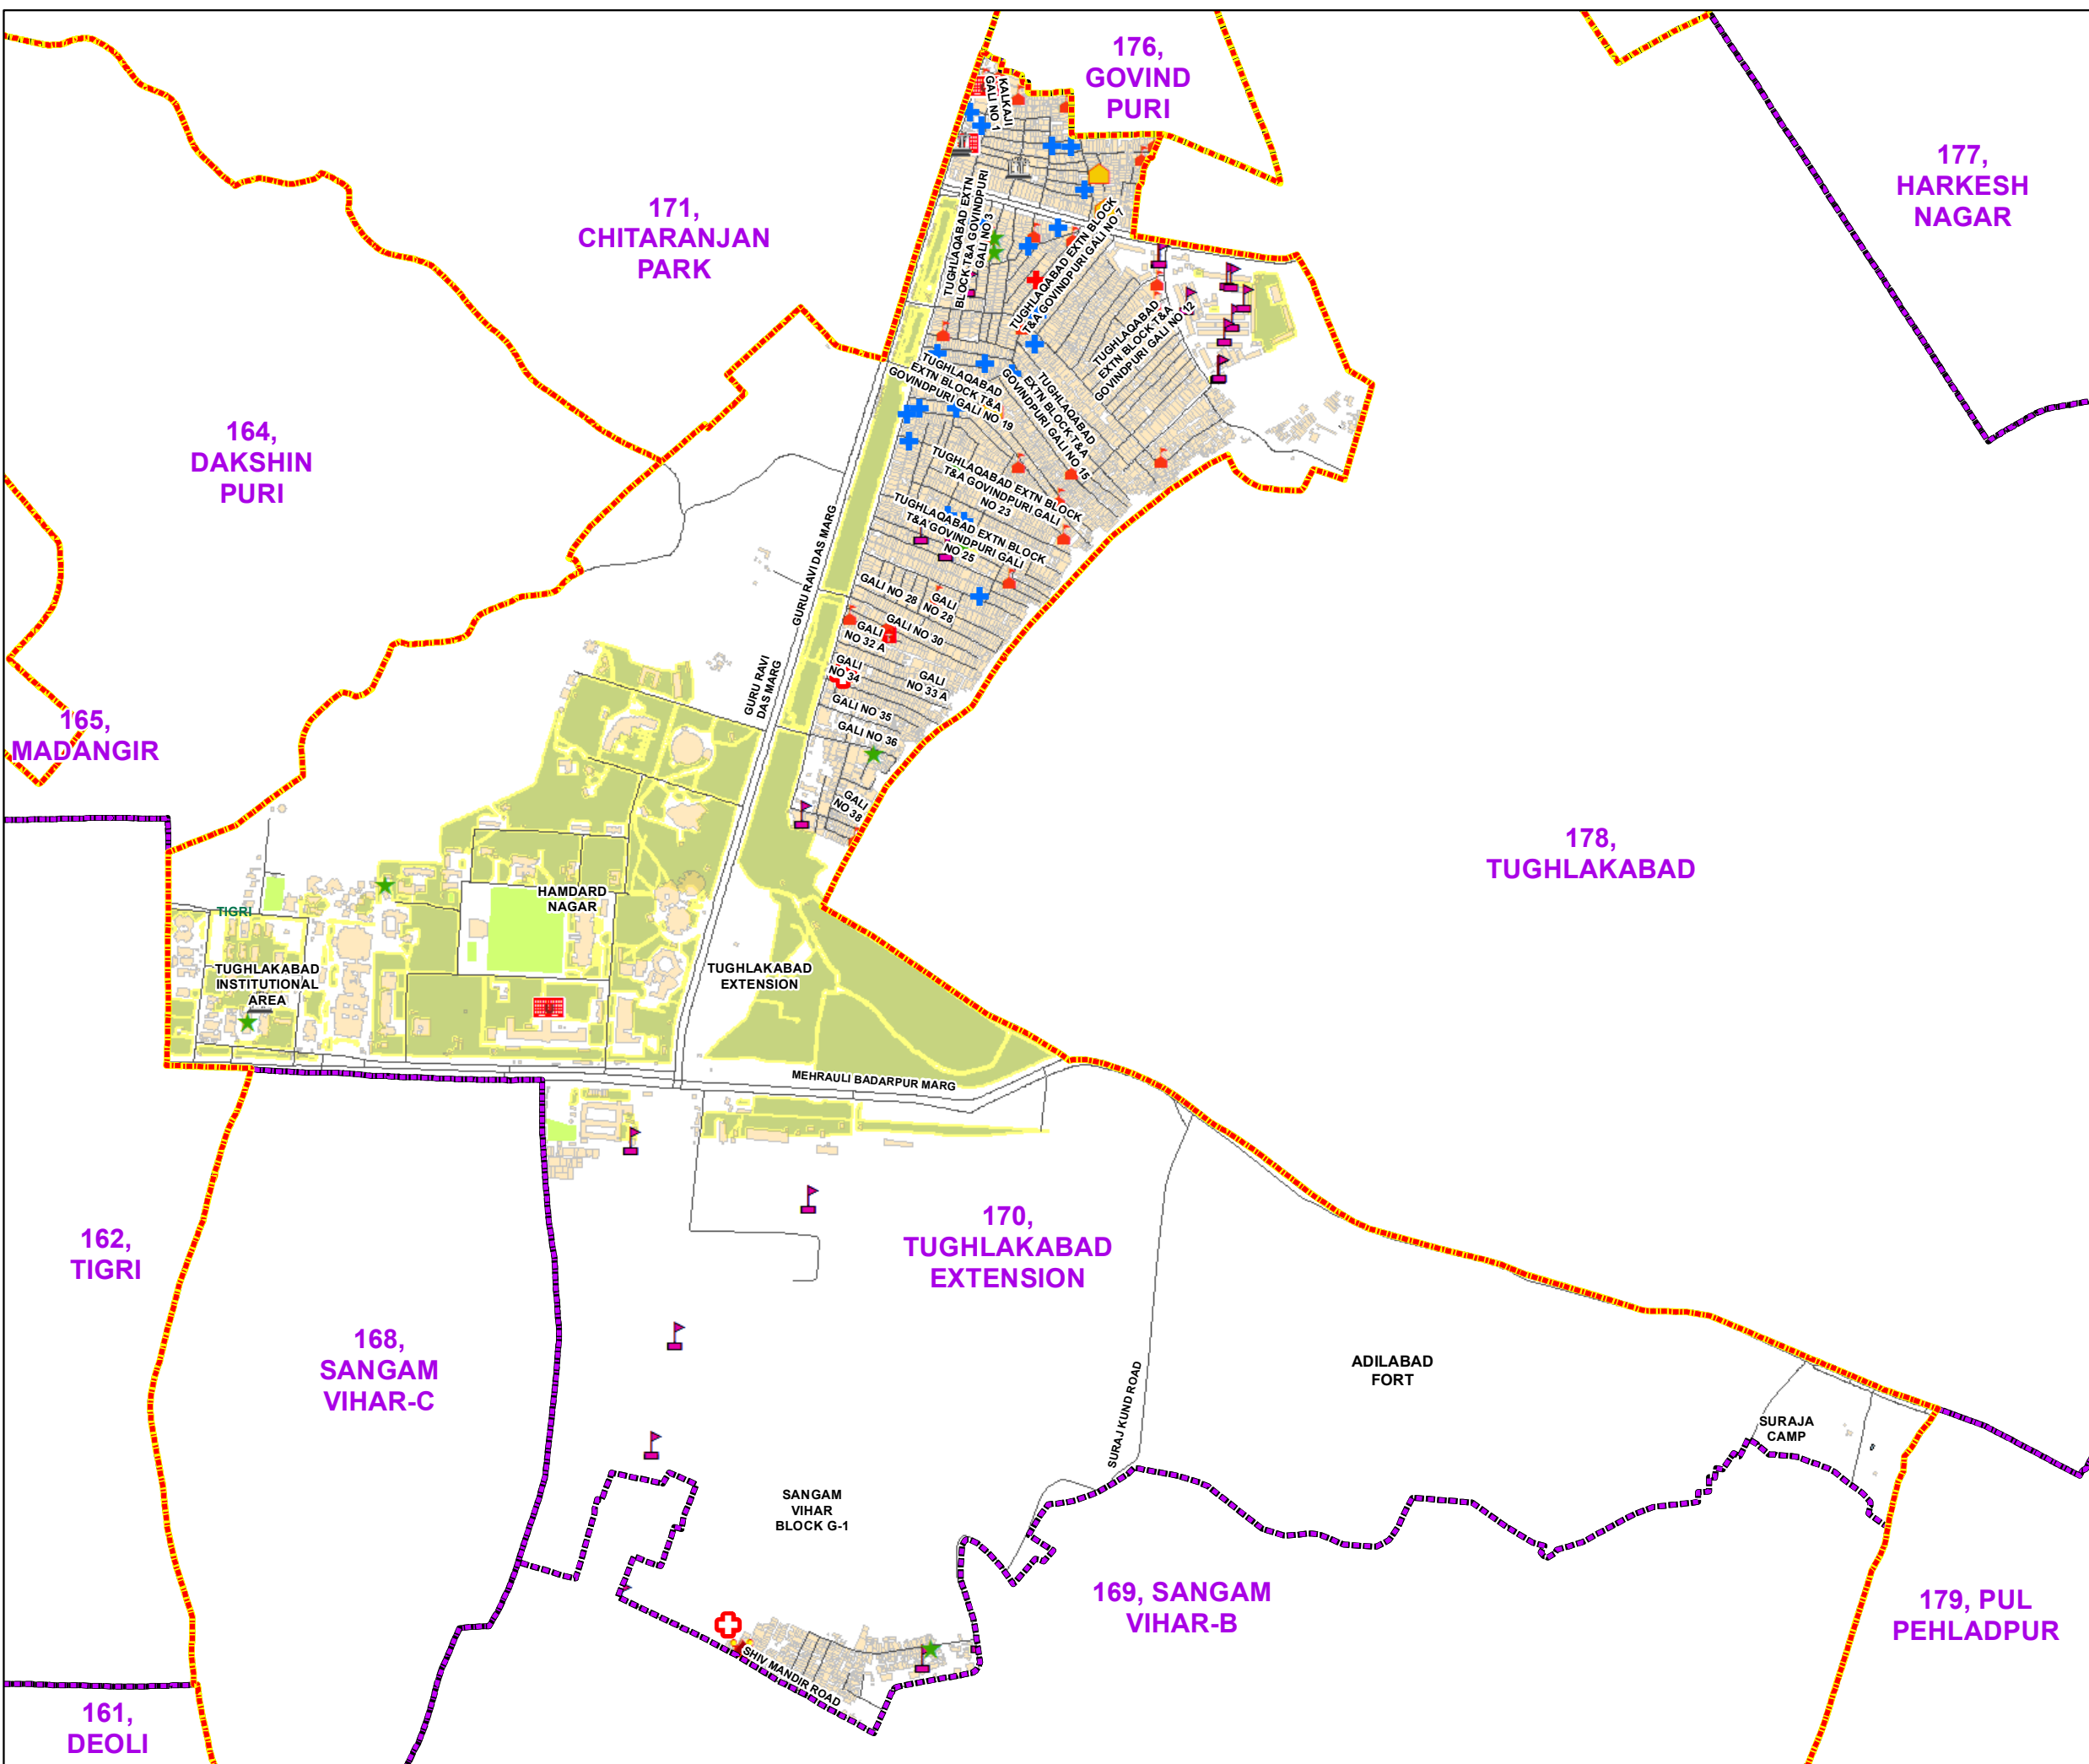 176,
GOVIND
PURI
177,
HARKESH
NAGAR
171,
CHITARANJAN
PARK
164,
DAKSHIN
PURI
165,
MADANGIR
178,
TUGHLAKABAD
170,
TUGHLAKABAD
EXTENSION
162,
TIGRI
168,
SANGAM
VIHAR-C
169, SANGAM
VIHAR-B
179, PUL
PEHLADPUR
161,
DEOLI
KALKAJI
GALI NO 1
TUGHLAQABAD EXTN
BLOCK T&A GOVINDPURI
GALI NO 3
TUGHLAQABAD EXTN BLOCK
T&A GOVINDPURI GALI NO 7
TUGHLAQABAD
EXTN BLOCK T&A
GOVINDPURI GALI NO 12
TUGHLAQABAD
EXTN BLOCK T&A
GOVINDPURI GALI NO 19
TUGHLAQABAD
EXTN BLOCK T&A
GOVINDPURI GALI NO 15
TUGHLAQABAD EXTN BLOCK
T&A GOVINDPURI GALI
NO 23
TUGHLAQABAD EXTN BLOCK
T&A GOVINDPURI GALI
NO 25
GURU RAVI DAS MARG
GALI NO 28
GALI
NO 28
GALI NO 30
GALI
NO 32 A
GALI
NO 34
GALI
NO 33 A
GALI NO 35
GALI NO 36
GALI
NO 38
GURU RAVI
DAS MARG
HAMDARD
NAGAR
TIGRI
TUGHLAKABAD
INSTITUTIONAL
AREA
TUGHLAKABAD
EXTENSION
MEHRAULI BADARPUR MARG
SURAJ KUND ROAD
ADILABAD
FORT
SURAJA
CAMP
SANGAM
VIHAR
BLOCK G-1
SHIV MANDIR ROAD